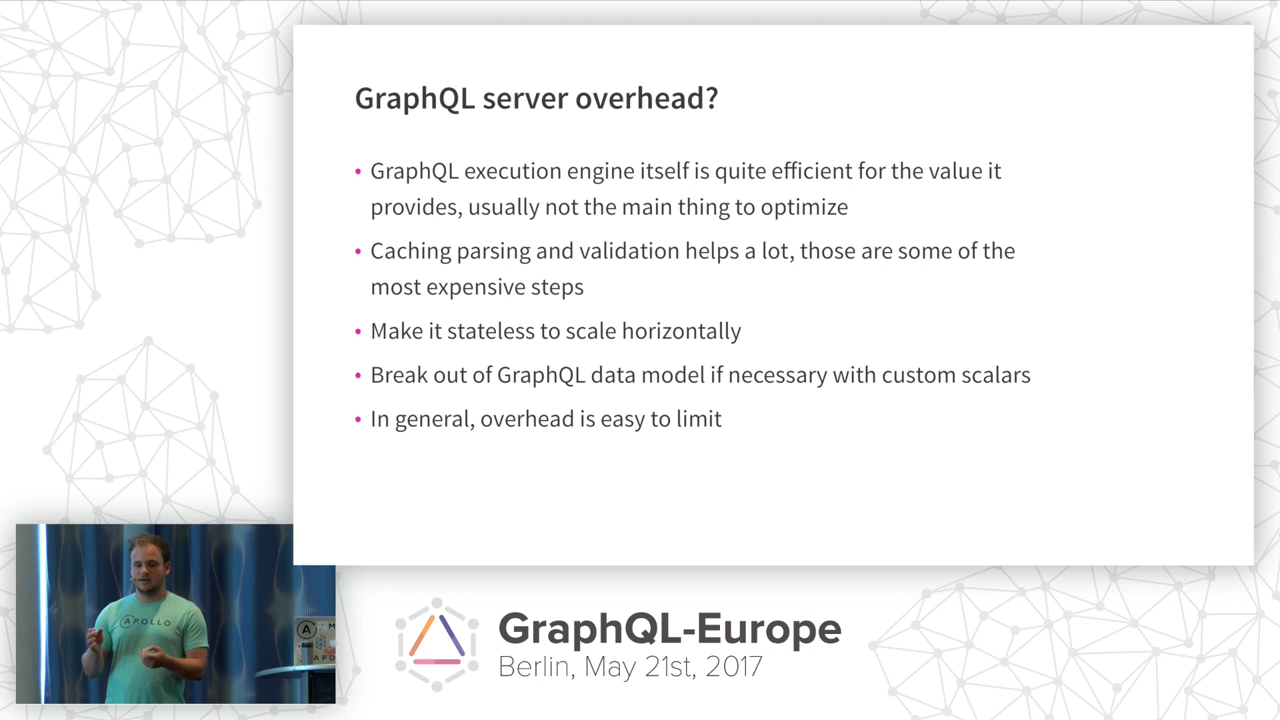 GraphQL server overhead?
• GraphQL execution engine itself is quite efficient for the value it
provides, usually not the main thing to optimize
• Caching parsing and validation helps a lot, those are some of the
most expensive steps
• Make it stateless to scale horizontally
• Break out of GraphQL data model if necessary with custom scalars
• In general, overhead is easy to limit
APOLLO
GraphQL-Europe
Berlin, May 21st, 2017